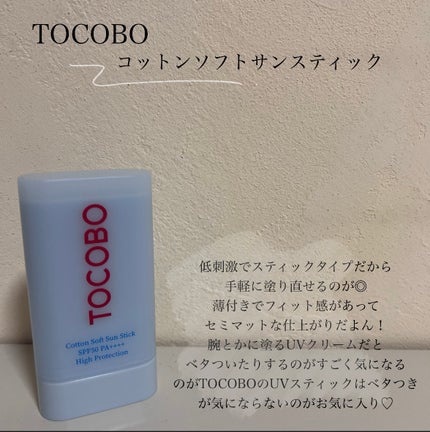 TOCOBO
コットンソフトサンスティック
TOCOBO
Cotton Soft Sun Stick
SPF50 PA++++
High Protection
低刺激でスティックタイプだから
手軽に塗り直せるのが◎
薄付きでフィット感があって
セミマットな仕上がりだよん！
腕とかに塗るUVクリームだと
ベタついたりするのがすごく気になる
のがTOCOBOのUVスティックはベタつき
が気にならないのがお気に入り♡